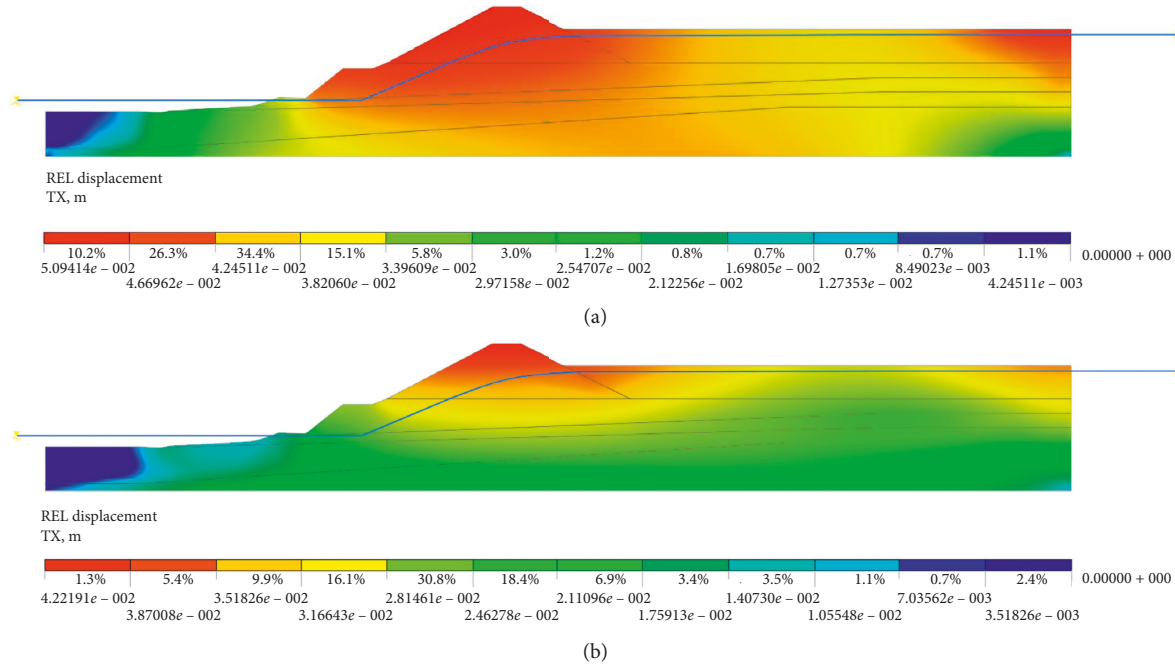 REL displacement
TX, m
10.2% 26.3% 34.4% 15.1% 5.8% 3.0% 1.2% 0.8% 0.7% 0.7% 0.7% 1.1% 0.00000 + 000
5.09414e – 002 4.24511e – 002 3.39609e – 002 2.54707e – 002 1.69805e – 002 8.49023e – 003
4.66962e – 002 3.82060e – 002 2.97158e – 002 2.12256e – 002 1.27353e – 002 4.24511e – 003
(a)
REL displacement
TX, m
1.3% 5.4% 9.9% 16.1% 30.8% 18.4% 6.9% 3.4% 3.5% 1.1% 0.7% 2.4% 0.00000 + 000
4.22191e – 002 3.51826e – 002 2.81461e – 002 2.11096e – 002 1.40730e – 002 7.03562e – 003
3.87008e – 002 3.16643e – 002 2.46278e – 002 1.75913e – 002 1.05548e – 002 3.51826e – 003
(b)